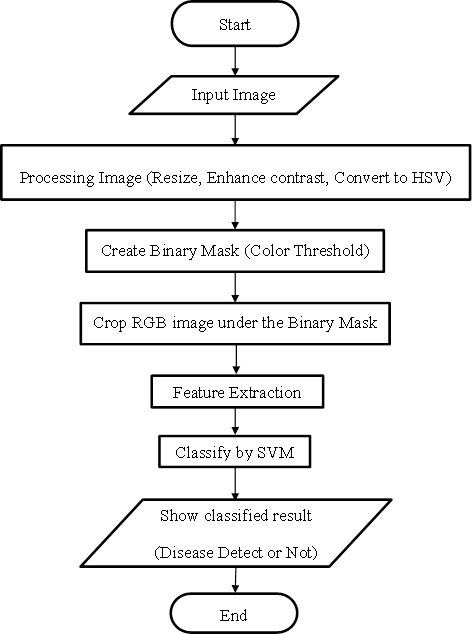 Start
Input Image
Processing Image (Resize, Enhance contrast, Convert to HSV)
Create Binary Mask (Color Threshold)
Crop RGB image under the Binary Mask
Feature Extraction
Classify by SVM
Show classified result
(Disease Detect or Not)
End